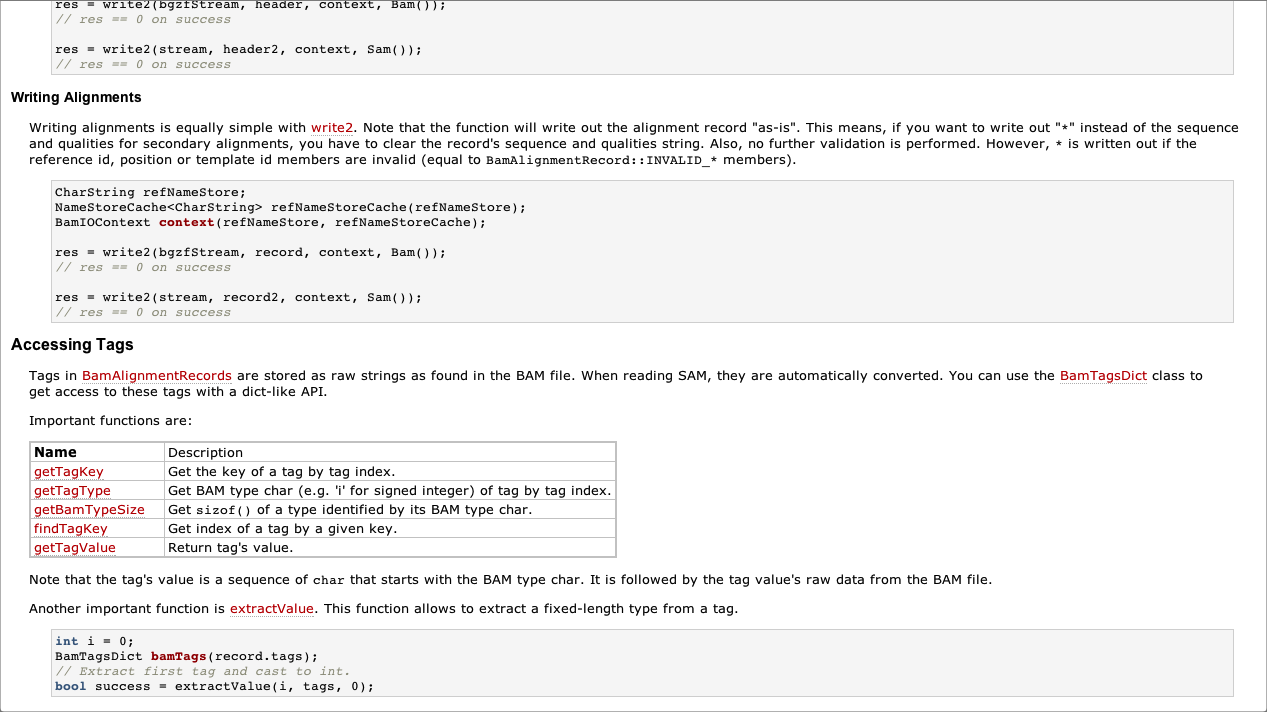 res = write2(bgzfStream, header, context, Bam());
// res == 0 on success
res = write2(stream, header2, context, Sam());
// res == 0 on success
Writing Alignments
Writing alignments is equally simple with write2. Note that the function will write out the alignment record "as-is". This means, if you want to write out "*" instead of the sequence
and qualities for secondary alignments, you have to clear the record's sequence and qualities string. Also, no further validation is performed. However, * is written out if the
reference id, position or template id members are invalid (equal to BamAlignmentRecord::INVALID_* members).
CharString refNameStore;
NameStoreCache<CharString> refNameStoreCache(refNameStore);
BamIOContext context(refNameStore, refNameStoreCache);
res = write2(bgzfStream, record, context, Bam());
// res == 0 on success
res = write2(stream, record2, context, Sam());
// res == 0 on success
Accessing Tags
Tags in BamAlignmentRecords are stored as raw strings as found in the BAM file. When reading SAM, they are automatically converted. You can use the BamTagsDict class to
get access to these tags with a dict-like API.
Important functions are:
Name Description
getTagKey Get the key of a tag by tag index.
getTagType Get BAM type char (e.g. 'i' for signed integer) of tag by tag index.
getBamTypeSize Get sizof() of a type identified by its BAM type char.
findTagKey Get index of a tag by a given key.
getTagValue Return tag's value.
Note that the tag's value is a sequence of char that starts with the BAM type char. It is followed by the tag value's raw data from the BAM file.
Another important function is extractValue. This function allows to extract a fixed-length type from a tag.
int i = 0;
BamTagsDict bamTags(record.tags);
// Extract first tag and cast to int.
bool success = extractValue(i, tags, 0);